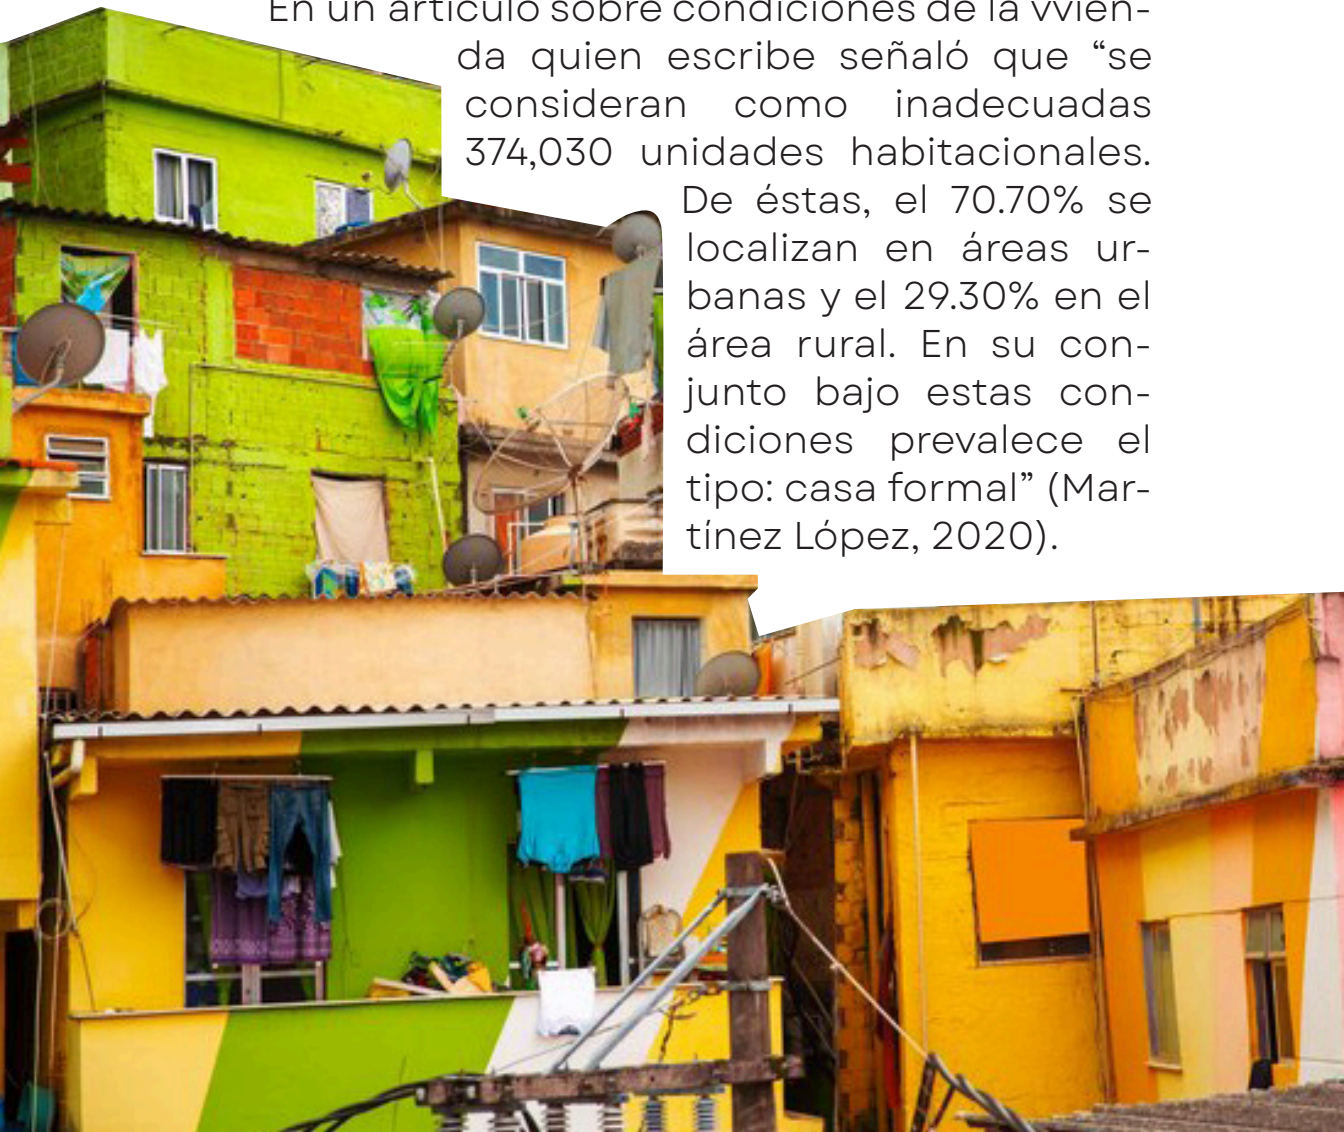 En un artículo sobre condiciones de la vvien-
da quien escribe señaló que “se
consideran como inadecuadas
374,030 unidades habitacionales.
De éstas, el 70.70% se
localizan en áreas ur-
banas y el 29.30% en el
área rural. En su con-
junto bajo estas con-
diciones prevalece el
tipo: casa formal” (Mar-
tínez López, 2020).